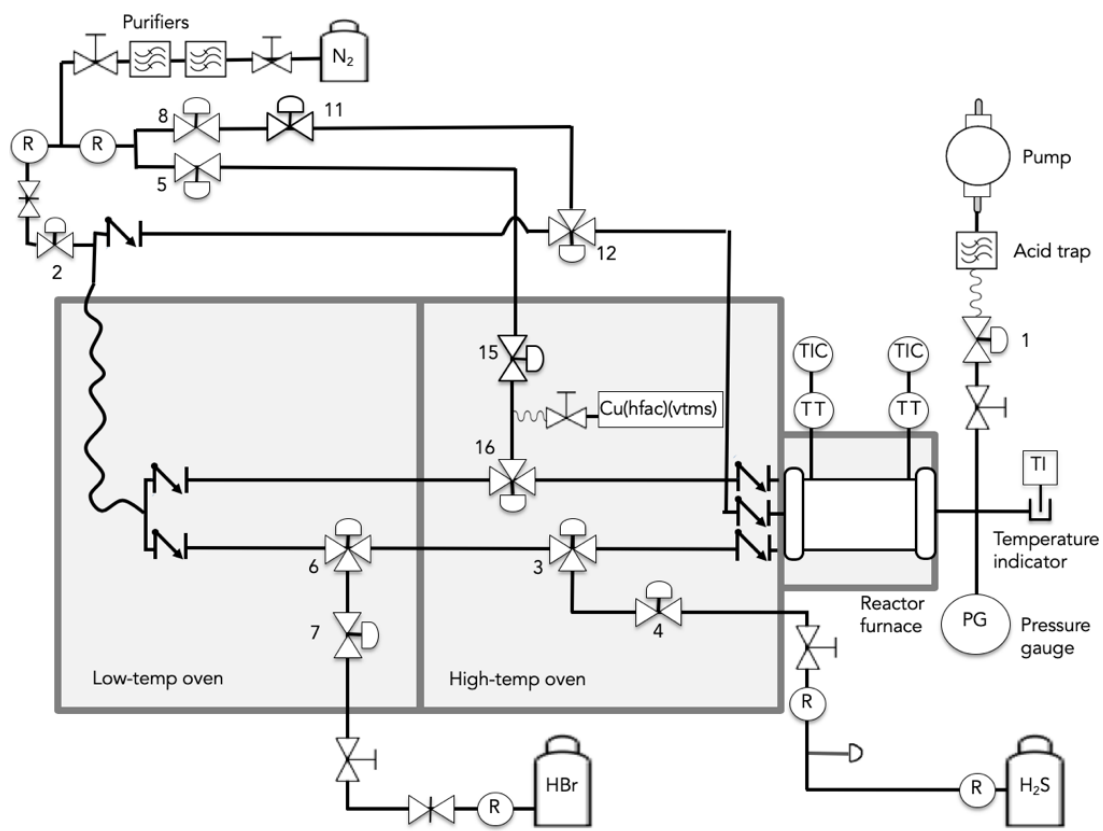 Purifiers
N₂
8
11
R
R
5
2
12
Pump
Acid trap
1
15
Cu(hfac)(vtms)
16
TIC
TIC
TT
TT
TI
Temperature
indicator
6
3
7
4
Reactor
furnace
PG
Pressure
gauge
Low-temp oven
High-temp oven
R
HBr
R
H₂S
R